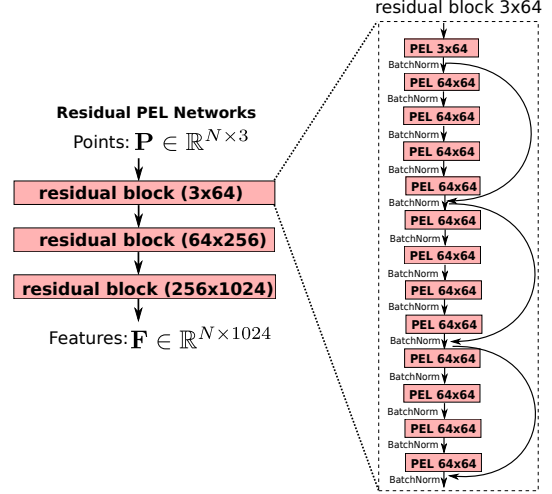 Residual PEL Networks
Points: P ∈ ℝ^{N×3}
residual block (3x64)
residual block (64x256)
residual block (256x1024)
Features: F ∈ ℝ^{N×1024}
residual block 3x64
PEL 3x64
BatchNorm
PEL 64x64
BatchNorm
PEL 64x64
BatchNorm
PEL 64x64
BatchNorm
PEL 64x64
BatchNorm
PEL 64x64
BatchNorm
PEL 64x64
BatchNorm
PEL 64x64
BatchNorm
PEL 64x64
BatchNorm
PEL 64x64
BatchNorm
PEL 64x64
BatchNorm
PEL 64x64
BatchNorm
PEL 64x64
BatchNorm